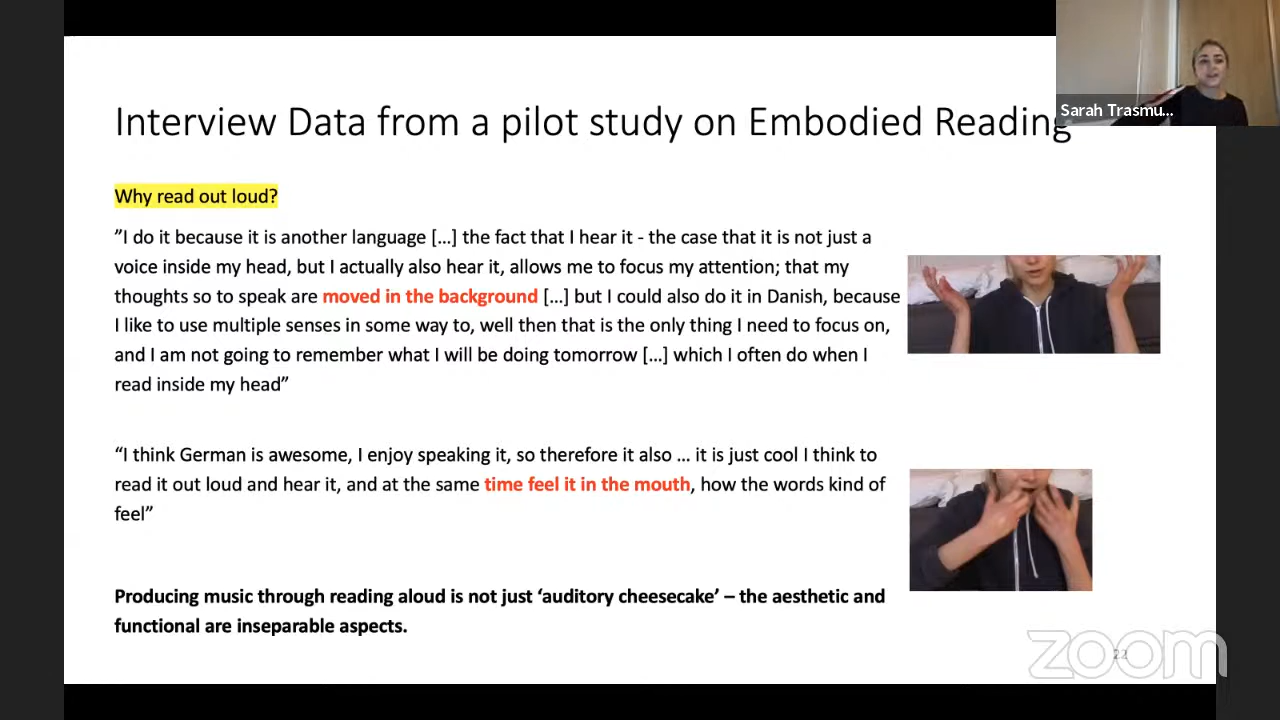 Sarah Trasmu...
Interview Data from a pilot study on Embodied Reading
Why read out loud?
”I do it because it is another language […] the fact that I hear it - the case that it is not just a
voice inside my head, but I actually also hear it, allows me to focus my attention; that my
thoughts so to speak are moved in the background […] but I could also do it in Danish, because
I like to use multiple senses in some way to, well then that is the only thing I need to focus on,
and I am not going to remember what I will be doing tomorrow […] which I often do when I
read inside my head”
“I think German is awesome, I enjoy speaking it, so therefore it also … it is just cool I think to
read it out loud and hear it, and at the same time feel it in the mouth, how the words kind of
feel”
Producing music through reading aloud is not just ‘auditory cheesecake’ – the aesthetic and
functional are inseparable aspects.
22
zoom